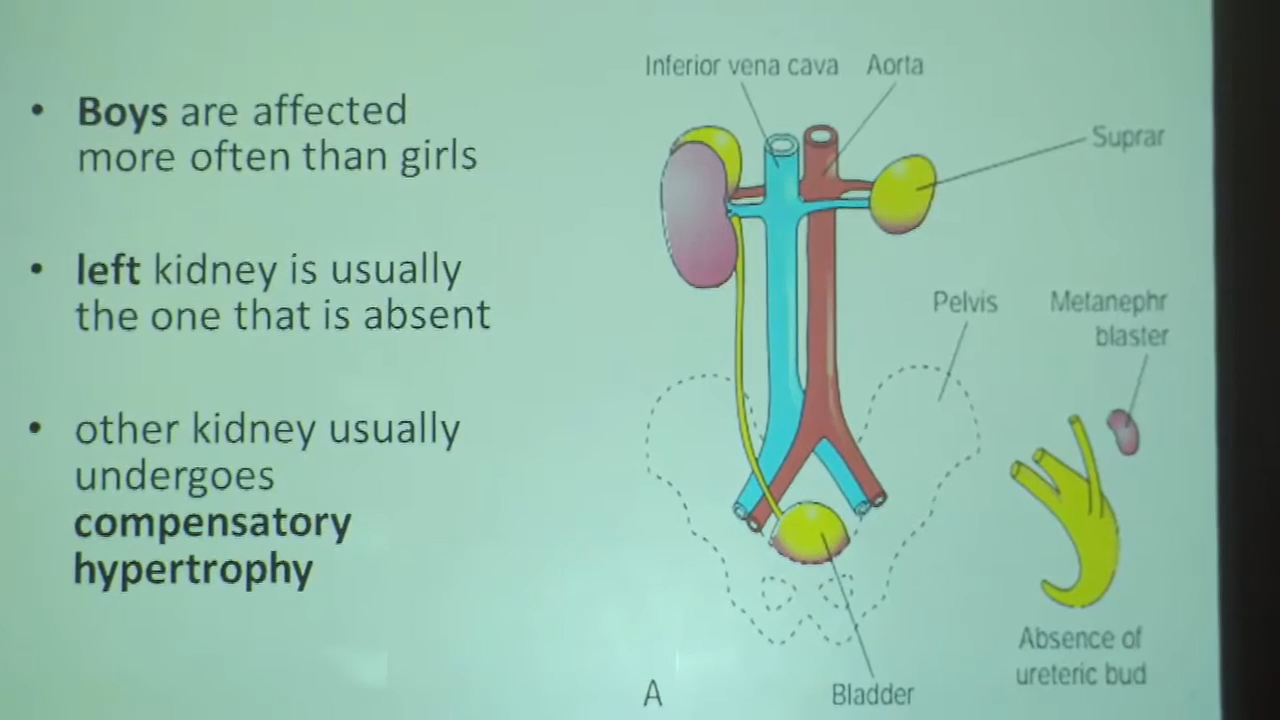 • Boys are affected
more often than girls
• left kidney is usually
the one that is absent
• other kidney usually
undergoes
compensatory
hypertrophy
Inferior vena cava Aorta
Suprar
Pelvis
Metanephr
blaster
Absence of
ureteric bud
Bladder
A